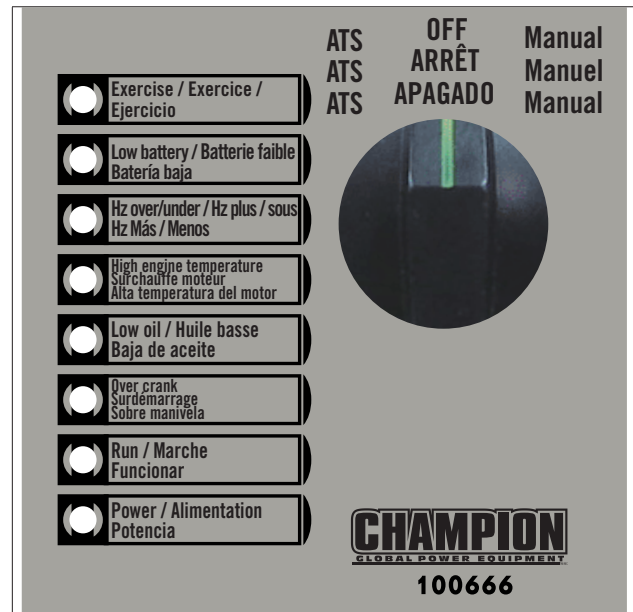 ATS OFF Manual
ATS ARRÊT Manuel
ATS APAGADO Manual
Exercise / Exercice /
Ejercicio
Low battery / Batterie faible
Batería baja
Hz over/under / Hz plus / sous
Hz Más / Menos
High engine temperature
Surchauffe moteur
Alta temperatura del motor
Low oil / Huile basse
Baja de aceite
Over crank
Surdémarrage
Sobre manivela
Run / Marche
Funcionar
Power / Alimentation
Potencia
CHAMPION
GLOBAL POWER EQUIPMENT
100666